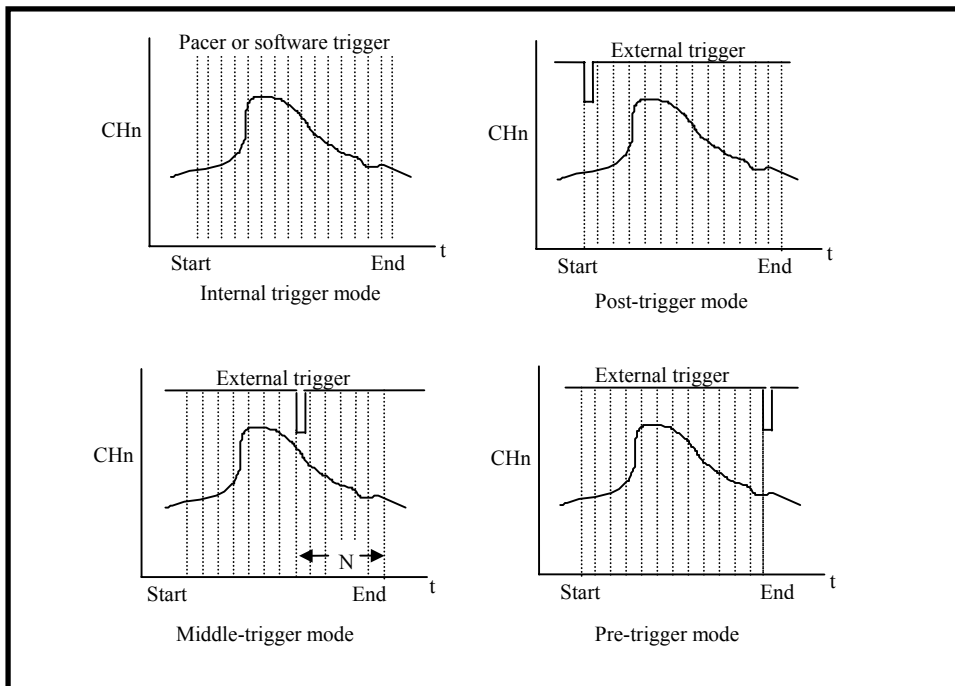 Pacer or software trigger
CHn
t
Start End
Internal trigger mode
External trigger
CHn
t
Start End
Post-trigger mode
External trigger
CHn
N
t
Start End
Middle-trigger mode
External trigger
CHn
t
Start End
Pre-trigger mode